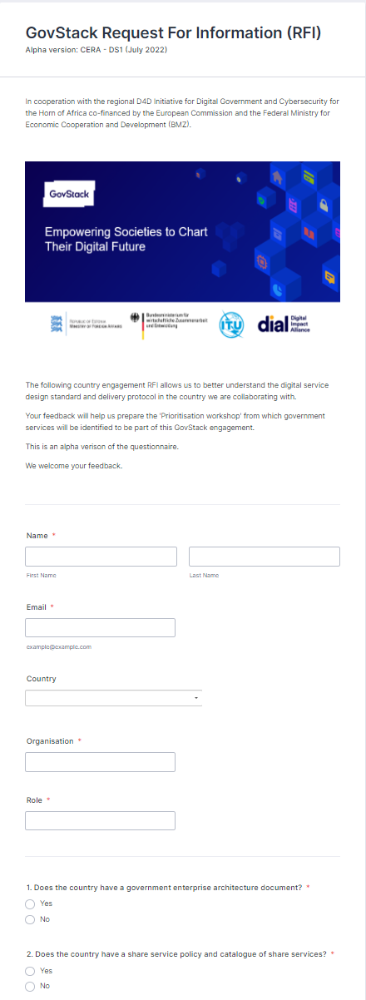 GovStack Request For Information (RFI)
Alpha version: CERA - DS1 (July 2022)
In cooperation with the regional D4D Initiative for Digital Government and Cybersecurity for
the Horn of Africa co-financed by the European Commission and the Federal Ministry for
Economic Cooperation and Development (BMZ).
GovStack
Empowering Societies to Chart
Their Digital Future
Republic of Estonia
Ministry of Foreign Affairs
Bundesministerium für
wirtschaftliche Zusammenarbeit
und Entwicklung
ITU
dial
Digital
Impact
Alliance
The following country engagement RFI allows us to better understand the digital service
design standard and delivery protocol in the country we are collaborating with.
Your feedback will help us prepare the 'Prioritisation workshop' from which government
services will be identified to be part of this GovStack engagement.
This is an alpha verison of the questionnaire.
We welcome your feedback.
Name *
First Name
Last Name
Email *
example@example.com
Country
Organisation *
Role *
1. Does the country have a government enterprise architecture document? *
Yes
No
2. Does the country have a share service policy and catalogue of share services? *
Yes
No